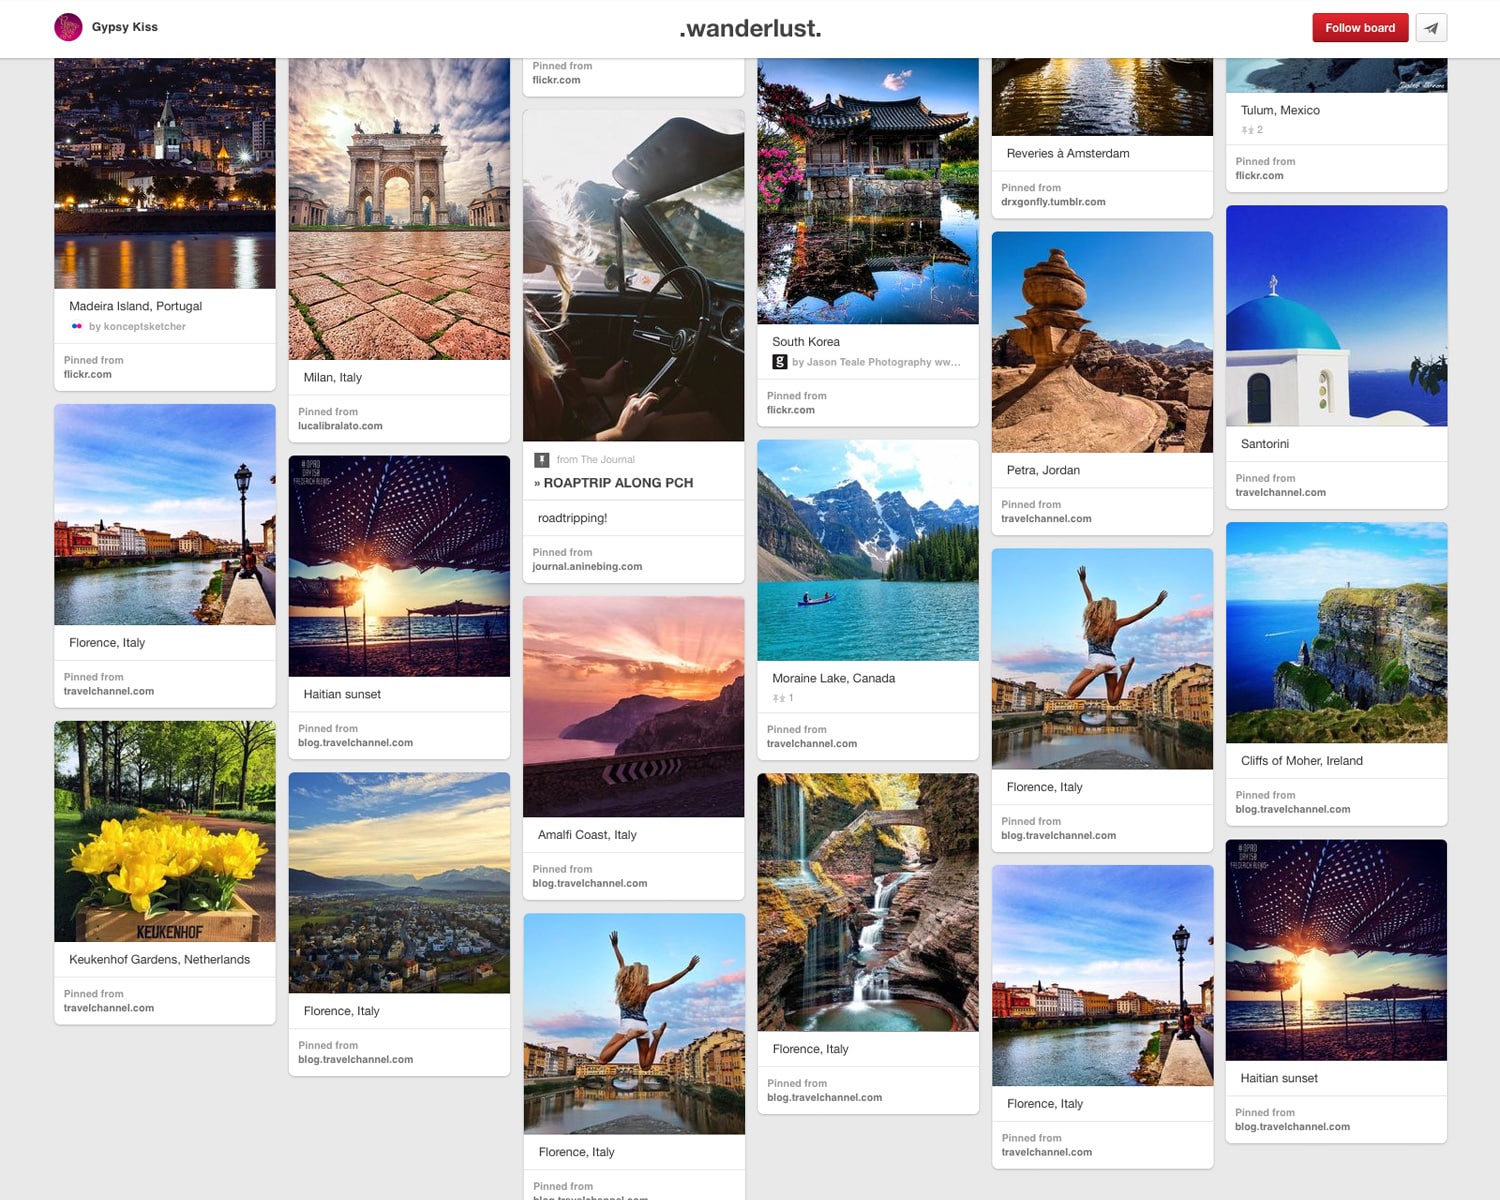 Gypsy Kiss
.wanderlust.
Follow board
Madeira Island, Portugal
by konceptsketcher
Pinned from
flickr.com
Florence, Italy
Pinned from
travelchannel.com
KEUKENHOF
Keukenhof Gardens, Netherlands
Pinned from
travelchannel.com
Milan, Italy
Pinned from
lucalibralato.com
DAY150
Haitian sunset
Pinned from
blog.travelchannel.com
Florence, Italy
Pinned from
blog.travelchannel.com
Pinned from
flickr.com
from The Journal
» ROAPTRIP ALONG PCH
roadtripping!
Pinned from
journal.aninebing.com
Amalfi Coast, Italy
Pinned from
blog.travelchannel.com
Florence, Italy
Pinned from
blog.travelchannel.com
South Korea
by Jason Teale Photography ww...
Pinned from
flickr.com
Moraine Lake, Canada
1
Pinned from
travelchannel.com
Florence, Italy
Pinned from
blog.travelchannel.com
Reveries à Amsterdam
Pinned from
drxgonfly.tumblr.com
Petra, Jordan
Pinned from
travelchannel.com
Florence, Italy
Pinned from
blog.travelchannel.com
Florence, Italy
Pinned from
travelchannel.com
Tulum, Mexico
2
Pinned from
flickr.com
Santorini
Pinned from
travelchannel.com
Cliffs of Moher, Ireland
Pinned from
blog.travelchannel.com
DAY150
Haitian sunset
Pinned from
blog.travelchannel.com